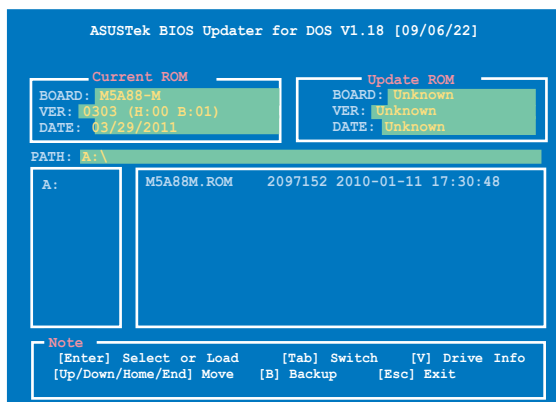 ASUSTek BIOS Updater for DOS V1.18 [09/06/22]
Current ROM
BOARD: M5A88-M
VER: 0303 (H:00 B:01)
DATE: 03/29/2011
Update ROM
BOARD: Unknown
VER: Unknown
DATE: Unknown
PATH: A:\
A:
M5A88M.ROM 2097152 2010-01-11 17:30:48
Note
[Enter] Select or Load [Tab] Switch [V] Drive Info
[Up/Down/Home/End] Move [B] Backup [Esc] Exit